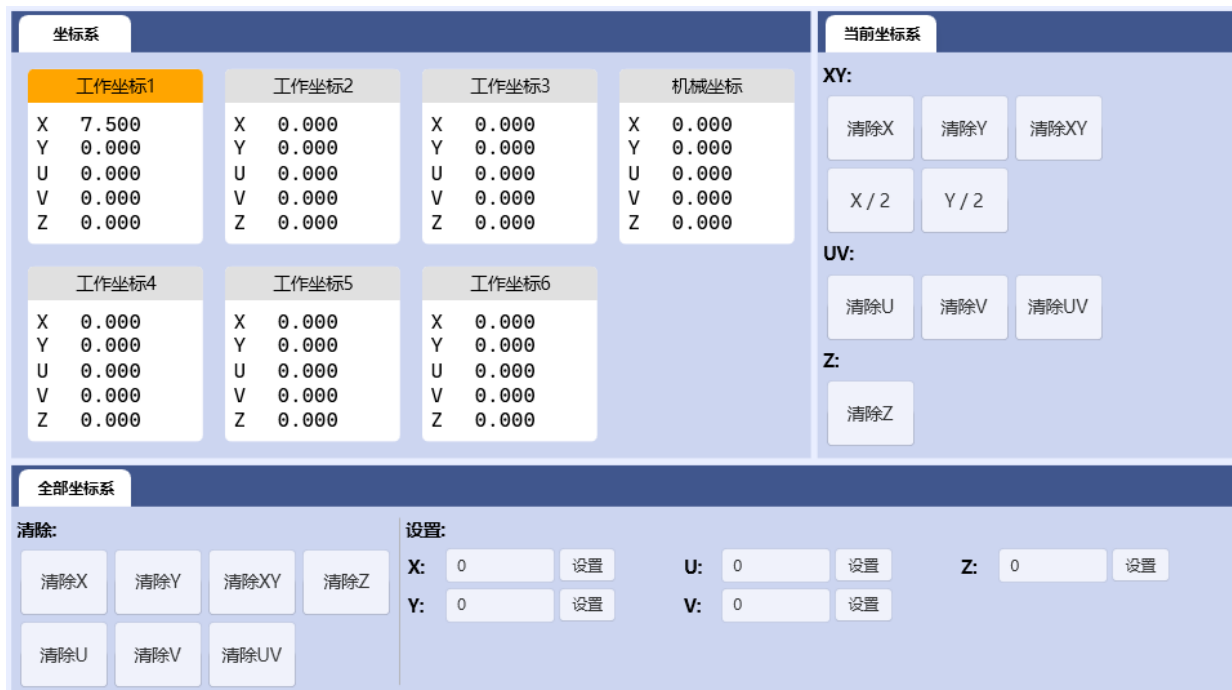 坐标系
工作坐标1
X 7.500
Y 0.000
U 0.000
V 0.000
Z 0.000
工作坐标2
X 0.000
Y 0.000
U 0.000
V 0.000
Z 0.000
工作坐标3
X 0.000
Y 0.000
U 0.000
V 0.000
Z 0.000
机械坐标
X 0.000
Y 0.000
U 0.000
V 0.000
Z 0.000
工作坐标4
X 0.000
Y 0.000
U 0.000
V 0.000
Z 0.000
工作坐标5
X 0.000
Y 0.000
U 0.000
V 0.000
Z 0.000
工作坐标6
X 0.000
Y 0.000
U 0.000
V 0.000
Z 0.000
当前坐标系
XY:
清除X 清除Y 清除XY
X / 2 Y / 2
UV:
清除U 清除V 清除UV
Z:
清除Z
全部坐标系
清除:
清除X 清除Y 清除XY 清除Z
清除U 清除V 清除UV
设置:
X: 0 设置 U: 0 设置 Z: 0 设置
Y: 0 设置 V: 0 设置